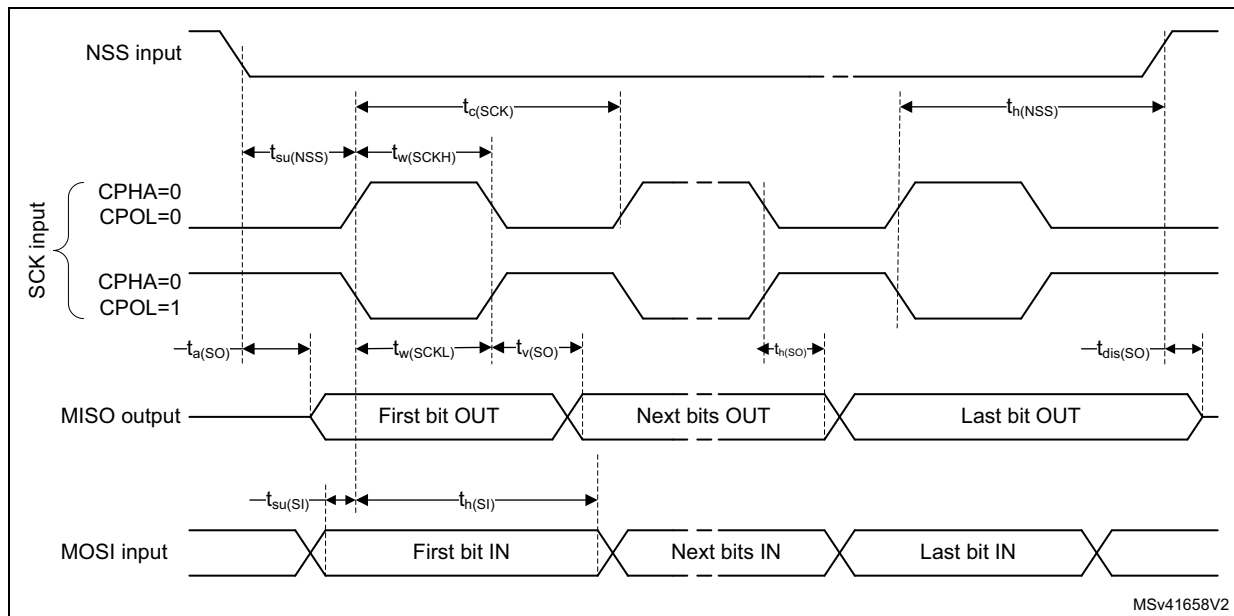 NSS input
tc(SCK)
th(NSS)
tsu(NSS)
tw(SCKH)
SCK input
CPHA=0
CPOL=0
CPHA=0
CPOL=1
ta(SO)
tw(SCKL)
tv(SO)
th(SO)
tdis(SO)
MISO output
First bit OUT
Next bits OUT
Last bit OUT
tsu(SI)
th(SI)
MOSI input
First bit IN
Next bits IN
Last bit IN
MSv41658V2